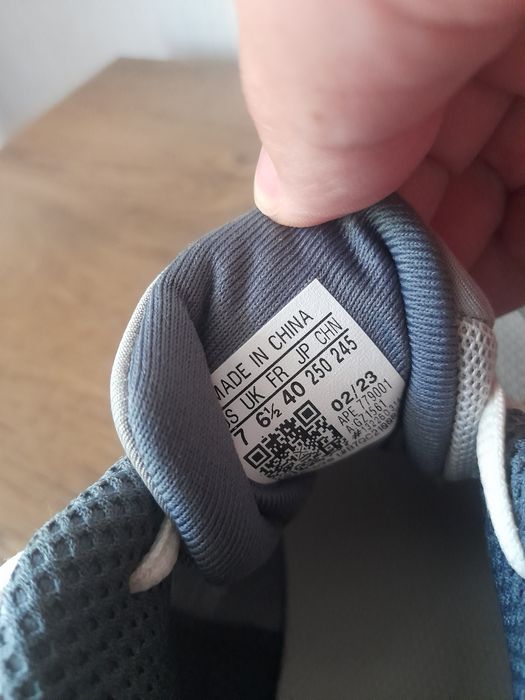 MADE IN CHINA
US UK FR JP CHN
7 6½ 40 250 245
02/23
APE 779001